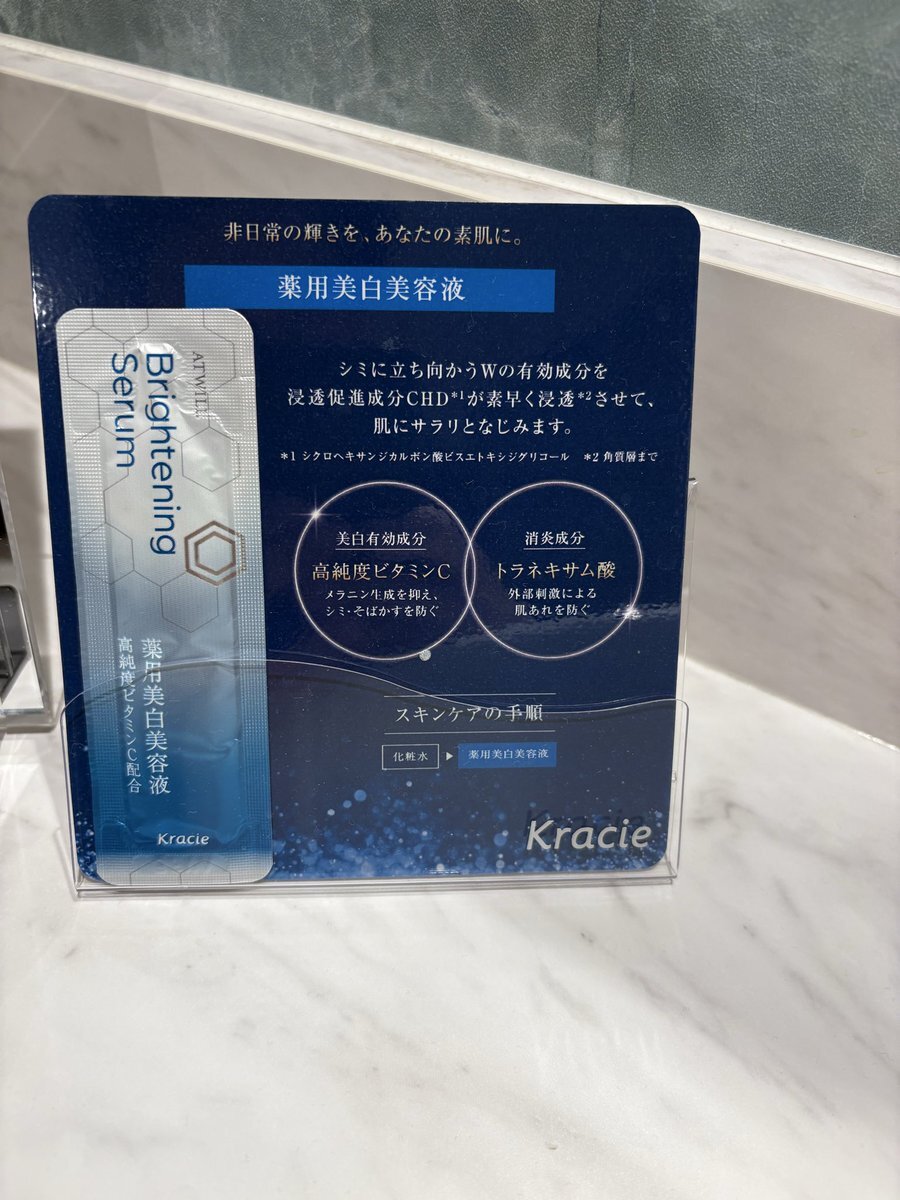 非日常の輝きを、あなたの素肌に。
薬用美白美容液
シミに立ち向かうWの有効成分を
浸透促進成分CHD*1が素早く浸透*2させて、
肌にサラリとなじみます。
*1 シクロヘキサンジカルボン酸ビスエトキシジグリコール *2 角質層まで
美白有効成分
高純度ビタミンC
メラニン生成を抑え、
シミ・そばかすを防ぐ
消炎成分
トラネキサム酸
外部刺激による
肌あれを防ぐ
スキンケアの手順
化粧水 ▶ 薬用美白美容液
Kracie
ATWILL
Brightening
Serum
薬用美白美容液
高純度ビタミンC配合
Kracie